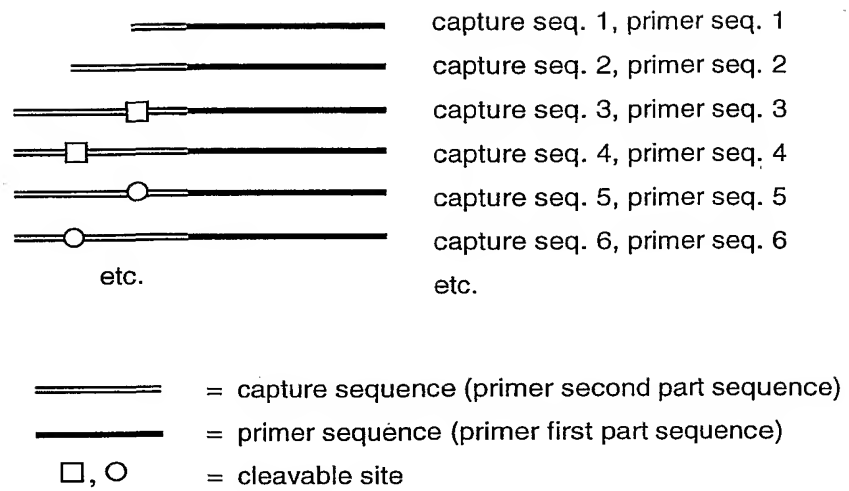 capture seq. 1, primer seq. 1
capture seq. 2, primer seq. 2
capture seq. 3, primer seq. 3
capture seq. 4, primer seq. 4
capture seq. 5, primer seq. 5
capture seq. 6, primer seq. 6
etc. etc.
= capture sequence (primer second part sequence)
= primer sequence (primer first part sequence)
, = cleavable site